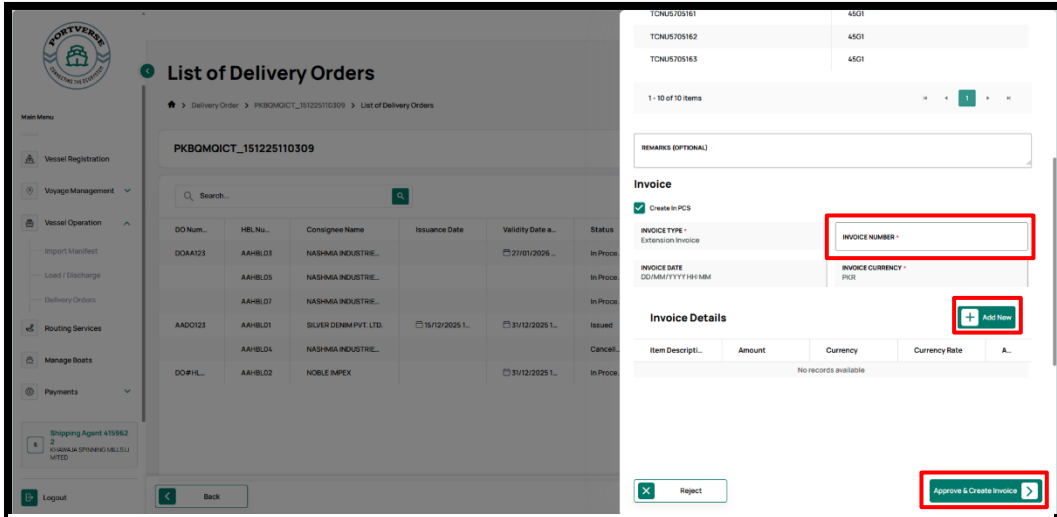 PORTVERSE
CONNECTING THE ECOSYSTEM
Main Menu
Vessel Registration
Voyage Management
Vessel Operation
Import Manifest
Load / Discharge
Delivery Orders
Routing Services
Manage Boats
Payments
S
Shipping Agent 415962
2
KHAWAJA SPINNING MILLS LI
MITED
Logout
List of Delivery Orders
Delivery Order > PKBQMQICT_151225110309 > List of Delivery Orders
PKBQMQICT_151225110309
Search...
DO Num... HBL Nu... Consignee Name Issuance Date Validity Date a... Status
DOAA123 AAHBL03 NASHMIA INDUSTRIE... 27/01/2026 ... In Proce..
AAHBL05 NASHMIA INDUSTRIE... In Proce..
AAHBL07 NASHMIA INDUSTRIE... In Proce..
AADO123 AAHBL01 SILVER DENIM PVT. LTD. 15/12/2025 1... 31/12/2025 1... Issued
AAHBL04 NASHMIA INDUSTRIE... Cancell..
DO#HL... AAHBL02 NOBLE IMPEX 31/12/2025 1... In Proce..
Back
TCNU5705161 45G1
TCNU5705162 45G1
TCNU5705163 45G1
1 - 10 of 10 items
1
REMARKS (OPTIONAL)
Invoice
Create In PCS
INVOICE TYPE *
Extension Invoice
INVOICE NUMBER *
INVOICE DATE
DD/MM/YYYY HH:MM
INVOICE CURRENCY *
PKR
Invoice Details
Add New
Item Descripti... Amount Currency Currency Rate A...
No records available
Reject
Approve & Create Invoice